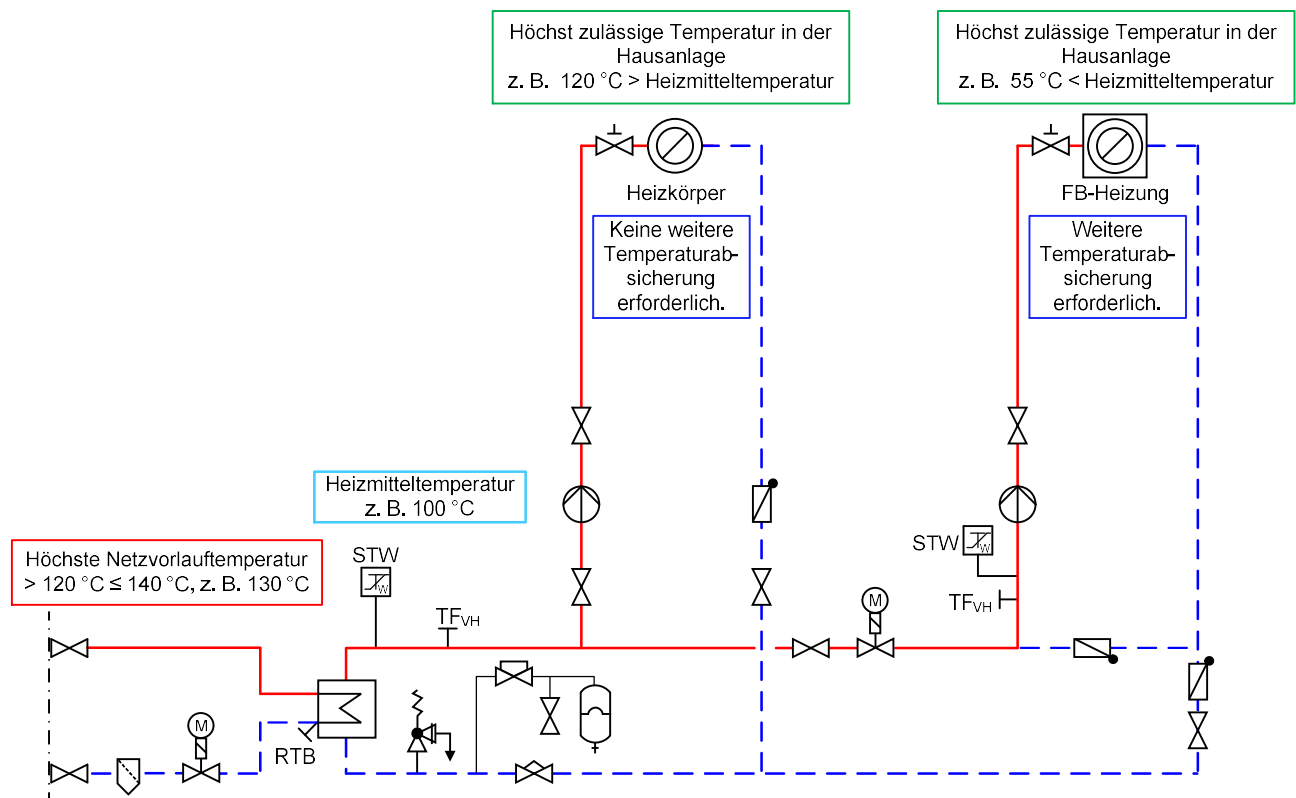 Höchst zulässige Temperatur in der
Hausanlage
z. B. 120 °C > Heizmitteltemperatur
Höchst zulässige Temperatur in der
Hausanlage
z. B. 55 °C < Heizmitteltemperatur
Heizkörper
FB-Heizung
Keine weitere
Temperaturab-
sicherung
erforderlich.
Weitere
Temperaturab-
sicherung
erforderlich.
Heizmitteltemperatur
z. B. 100 °C
Höchste Netzvorlauftemperatur
> 120 °C ≤ 140 °C, z. B. 130 °C
STW
W
TFVH
STW
W
TFVH
M
M
RTB